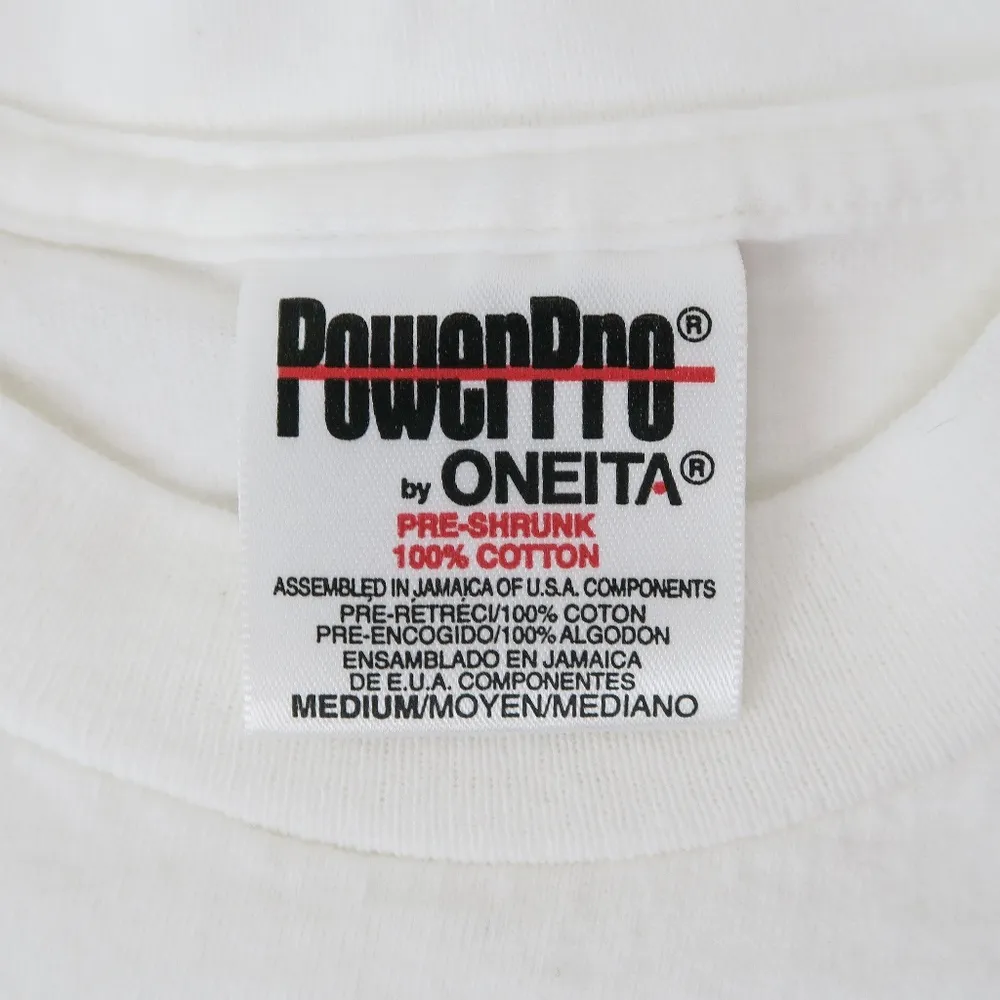 PowerPro®
by ONEITA®
PRE-SHRUNK
100% COTTON
ASSEMBLED IN JAMAICA OF U.S.A. COMPONENTS
PRE-RÉTRÉCI/100% COTON
PRE-ENCOGIDO/100% ALGODON
ENSAMBLADO EN JAMAICA
DE E.U.A. COMPONENTES
MEDIUM/MOYEN/MEDIANO